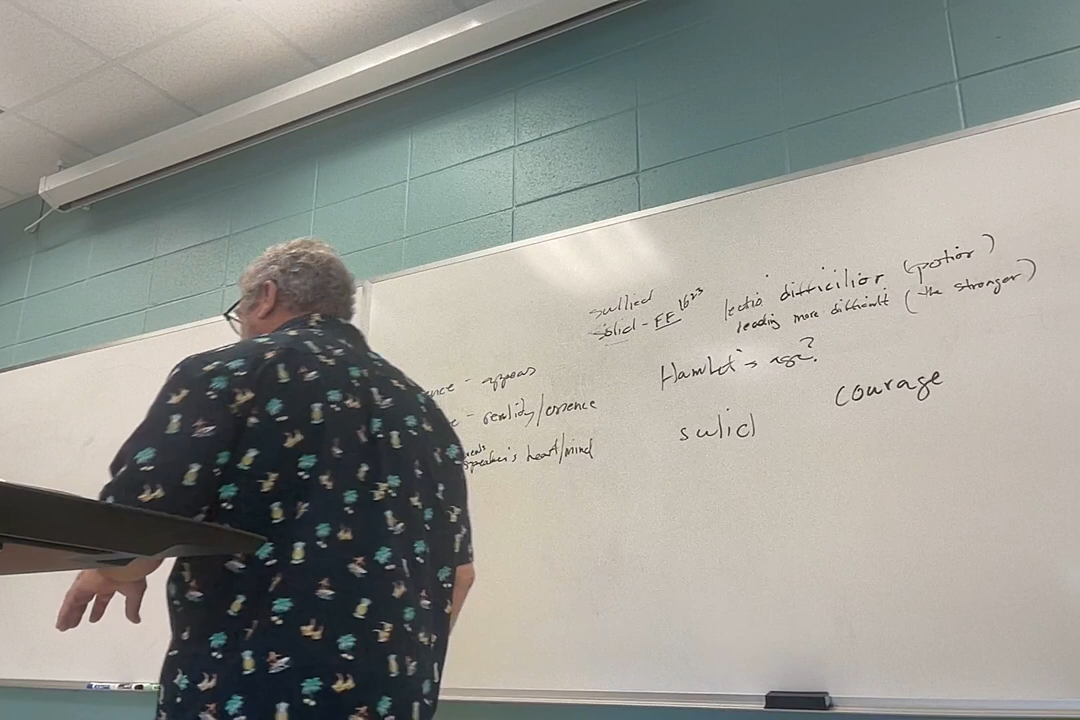 sullied
solid - FF 1623
lectio difficilior (potior)
reading more difficult (the stronger)
Hamlet's age?
courage
sulid
ence - appears
e - reality/essence
speaker's heart/mind